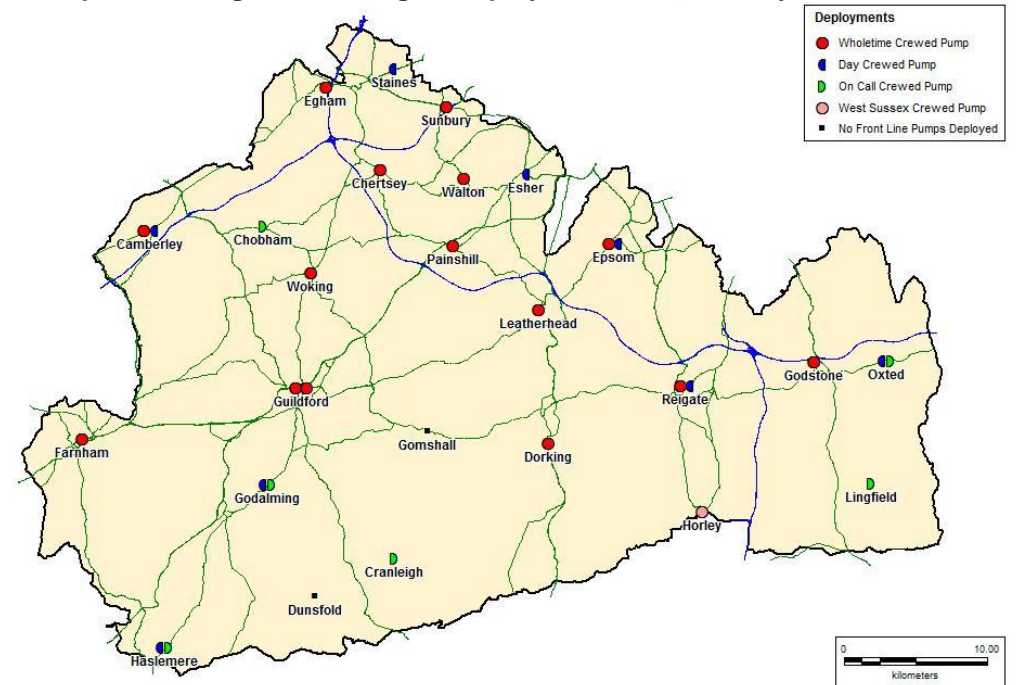 Deployments
Wholetime Crewed Pump
Day Crewed Pump
On Call Crewed Pump
West Sussex Crewed Pump
No Front Line Pumps Deployed
Staines
Egham
Sunbury
Chertsey
Walton
Esher
Camberley
Chobham
Painshill
Epsom
Woking
Leatherhead
Godstone
Oxted
Guildford
Reigate
Gomshall
Farnham
Dorking
Godalming
Lingfield
Horley
Cranleigh
Dunsfold
Haslemere
0 10.00
kilometers